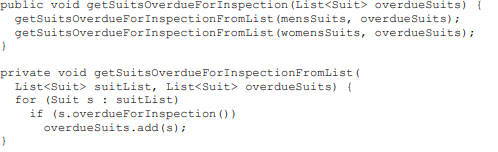 public void getSuitsOverdueForInspection(List<Suit> overdueSuits) {
  getSuitsOverdueForInspectionFromList(mensSuits, overdueSuits);
  getSuitsOverdueForInspectionFromList(womensSuits, overdueSuits);
}

private void getSuitsOverdueForInspectionFromList(
  List<Suit> suitList, List<Suit> overdueSuits) {
  for (Suit s : suitList)
    if (s.overdueForInspection())
      overdueSuits.add(s);
}